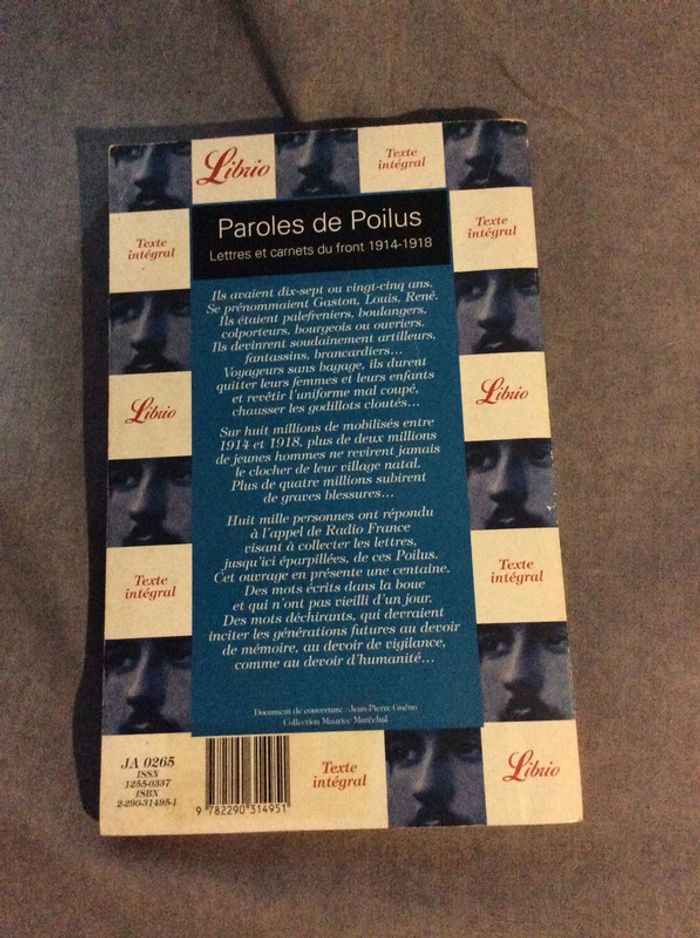 Librio
Texte
intégral
Paroles de Poilus
Lettres et carnets du front 1914-1918
Texte
intégral
Texte
intégral
Ils avaient dix-sept ou vingt-cinq ans.
Se prénommaient Gaston, Louis, René.
Ils étaient palefreniers, boulangers,
colporteurs, bourgeois ou ouvriers.
Ils devinrent soudainement artilleurs,
fantassins, brancardiers...
Voyageurs sans bagage, ils durent
quitter leurs femmes et leurs enfants
et revêtir l'uniforme mal coupé,
chausser les godillots cloutés...
Librio
Librio
Sur huit millions de mobilisés entre
1914 et 1918, plus de deux millions
de jeunes hommes ne revirent jamais
le clocher de leur village natal.
Plus de quatre millions subirent
de graves blessures...
Huit mille personnes ont répondu
à l'appel de Radio France
visant à collecter les lettres,
jusqu'ici éparpillées, de ces Poilus.
Cet ouvrage en présente une centaine.
Des mots écrits dans la boue
et qui n'ont pas vieilli d'un jour.
Des mots déchirants, qui devraient
inciter les générations futures au devoir
de mémoire, au devoir de vigilance,
comme au devoir d'humanité...
Texte
intégral
Texte
intégral
Document de couverture : Jean-Pierre Guéno
Collection Maurice Maréchal
JA 0265
ISSN
1255-0337
ISBN
2-290-31495-1
9 782290 314951
Texte
intégral
Librio